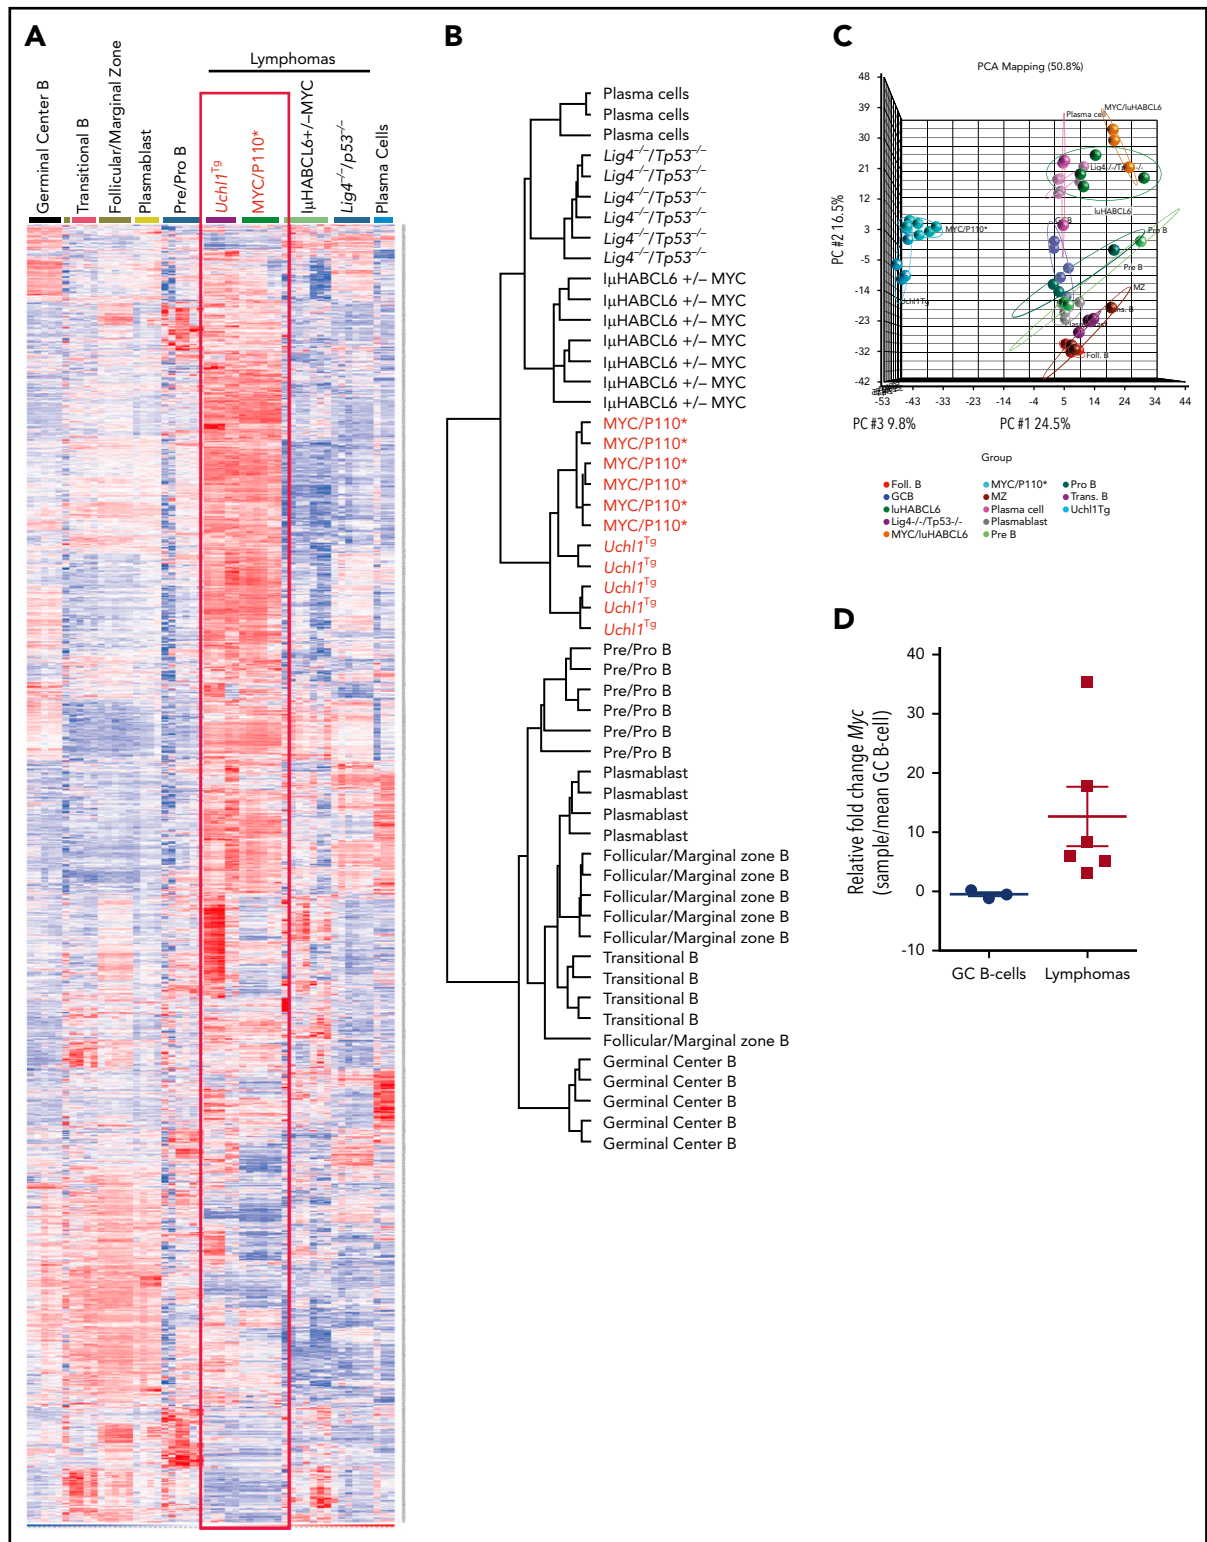 A
Lymphomas
Germinal Center B
Transitional B
Follicular/Marginal Zone
Plasmablast
Pre/Pro B
Uchl1Tg
MYC/P110*
IμHABCL6+/−MYC
Lig4−/−/p53−/−
Plasma Cells
B
Plasma cells
Plasma cells
Plasma cells
Lig4−/−/Tp53−/−
Lig4−/−/Tp53−/−
Lig4−/−/Tp53−/−
Lig4−/−/Tp53−/−
Lig4−/−/Tp53−/−
Lig4−/−/Tp53−/−
IμHABCL6 +/− MYC
IμHABCL6 +/− MYC
IμHABCL6 +/− MYC
IμHABCL6 +/− MYC
IμHABCL6 +/− MYC
IμHABCL6 +/− MYC
IμHABCL6 +/− MYC
MYC/P110*
MYC/P110*
MYC/P110*
MYC/P110*
MYC/P110*
MYC/P110*
Uchl1Tg
Uchl1Tg
Uchl1Tg
Uchl1Tg
Uchl1Tg
Pre/Pro B
Pre/Pro B
Pre/Pro B
Pre/Pro B
Pre/Pro B
Pre/Pro B
Plasmablast
Plasmablast
Plasmablast
Plasmablast
Follicular/Marginal zone B
Follicular/Marginal zone B
Follicular/Marginal zone B
Follicular/Marginal zone B
Follicular/Marginal zone B
Transitional B
Transitional B
Transitional B
Transitional B
Follicular/Marginal zone B
Germinal Center B
Germinal Center B
Germinal Center B
Germinal Center B
Germinal Center B
C
PCA Mapping (50.8%)
PC #2 16.5%
48
39
30
21
12
3
-5
-14
-23
-32
-42
-53
-43
-33
-24
-14
-4
5
14
24
34
44
PC #3 9.8%
PC #1 24.5%
Plasma cell
MYC/IuHABCL6
Lig4-/-/Tp53-/-
IuHABCL6
GCB
MYC/P110*
Pro B
Pre B
Uchl1Tg
MZ
Trans. B
Plasmablast
Foll. B
Group
Foll. B
GCB
IuHABCL6
Lig4-/-/Tp53-/-
MYC/IuHABCL6
MYC/P110*
MZ
Plasma cell
Plasmablast
Pre B
Pro B
Trans. B
Uchl1Tg
D
Relative fold change Myc
(sample/mean GC B-cell)
40
30
20
10
0
-10
GC B-cells
Lymphomas